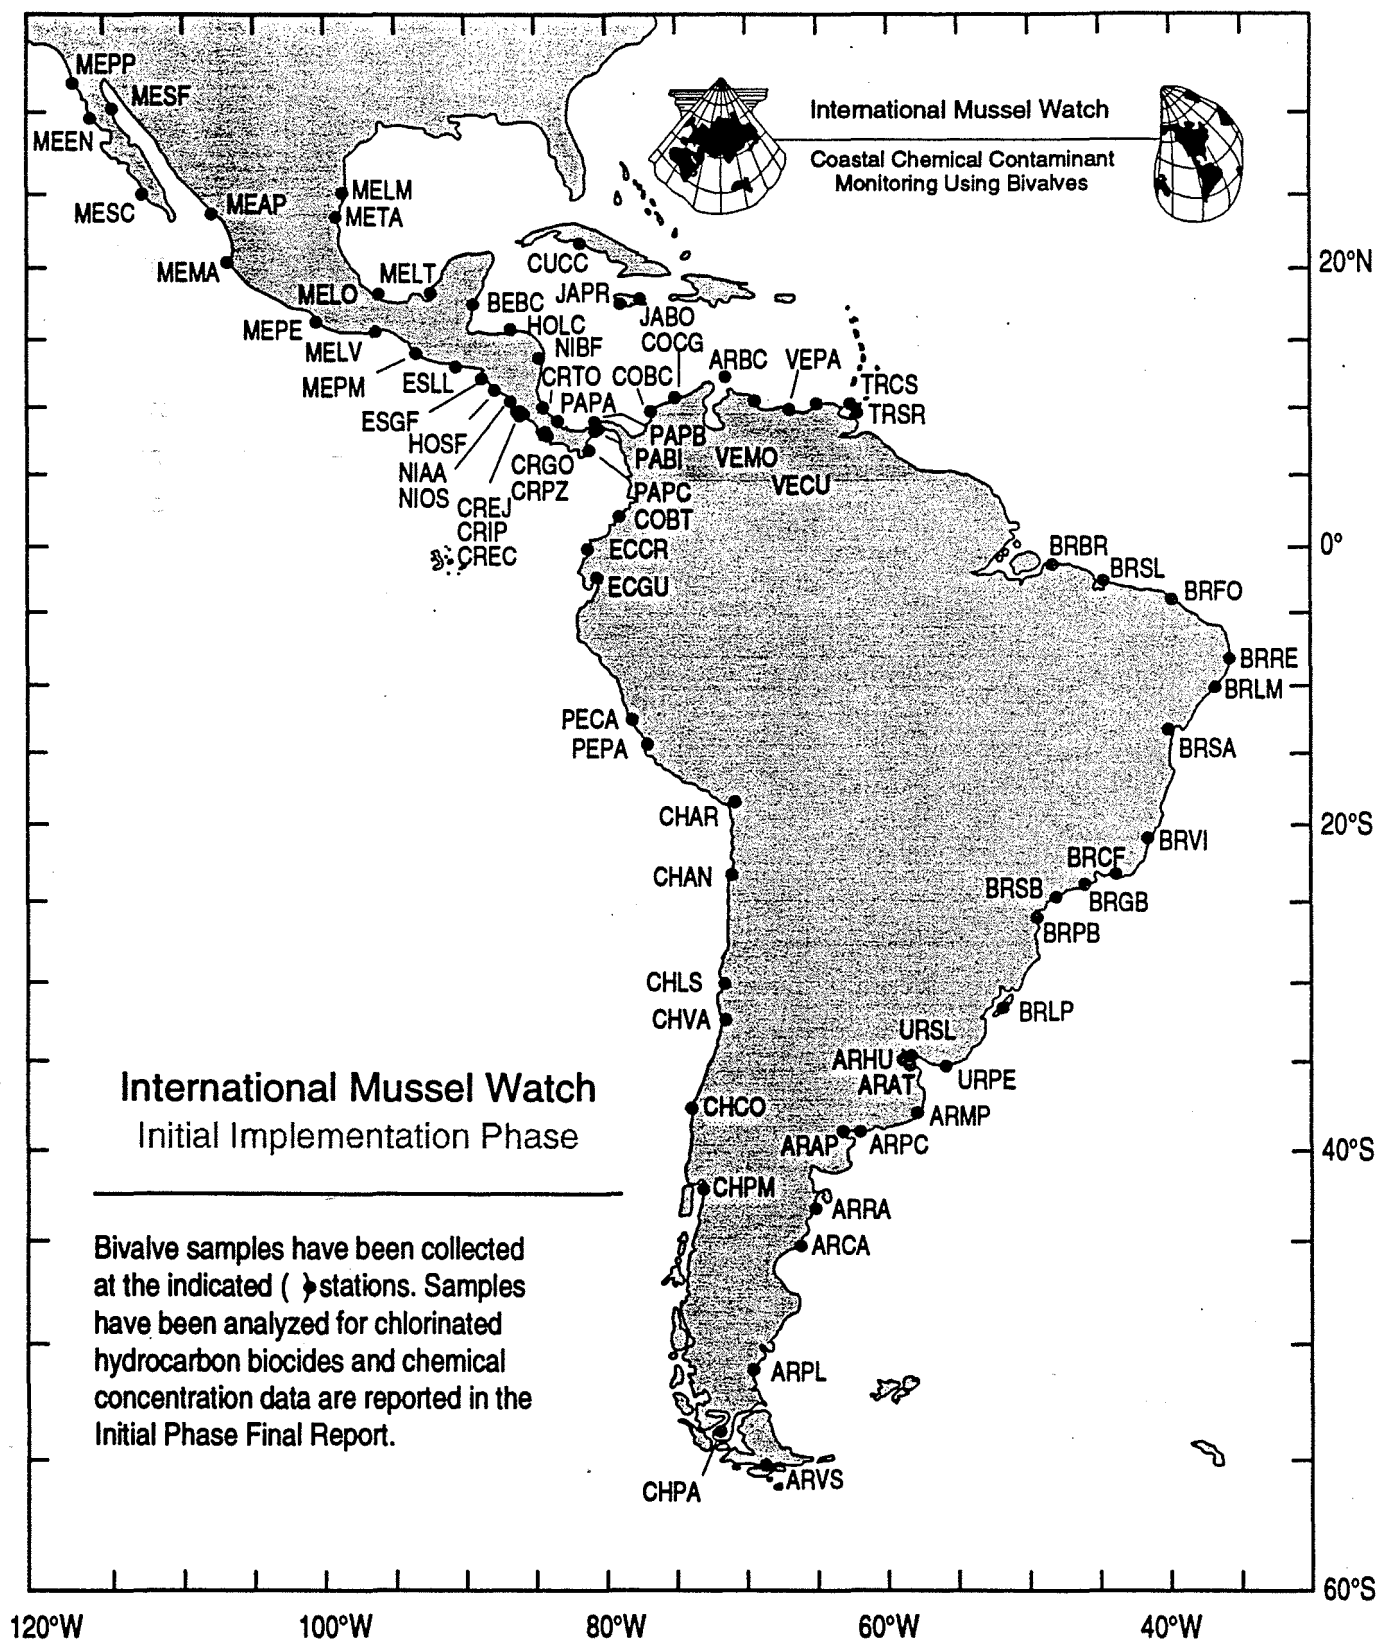 MEPP
MESF
MEEN
MESC
MEAP
MELM
META
MEMA
International Mussel Watch
Coastal Chemical Contaminant
Monitoring Using Bivalves
20°N
CUCC
MELT
MELO
JAPR
BEBC
JABO
MEPE
HOLC
COCG
MELV
NIBF
ARBC
VEPA
MEPM
ESLL
CRTO
COBC
TRCS
PAPA
TRSR
ESGF
PAPB
HOSF
PABI
VEMO
NIAA
CRGO
VECU
NIOS
CRPZ
PAPC
CREJ
COBT
CRIP
CREC
ECCR
0°
BRBR
BRSL
ECGU
BRFO
BRRE
BRLM
PECA
PEPA
BRSA
CHAR
20°S
BRVI
BRCF
CHAN
BRSB
BRGB
BRPB
CHLS
BRLP
CHVA
URSL
ARHU
URPE
ARAT
International Mussel Watch
Initial Implementation Phase
CHCO
ARMP
ARAP
ARPC
40°S
CHPM
ARRA
ARCA
Bivalve samples have been collected
at the indicated ( ) stations. Samples
have been analyzed for chlorinated
hydrocarbon biocides and chemical
concentration data are reported in the
Initial Phase Final Report.
ARPL
CHPA
ARVS
60°S
120°W
100°W
80°W
60°W
40°W